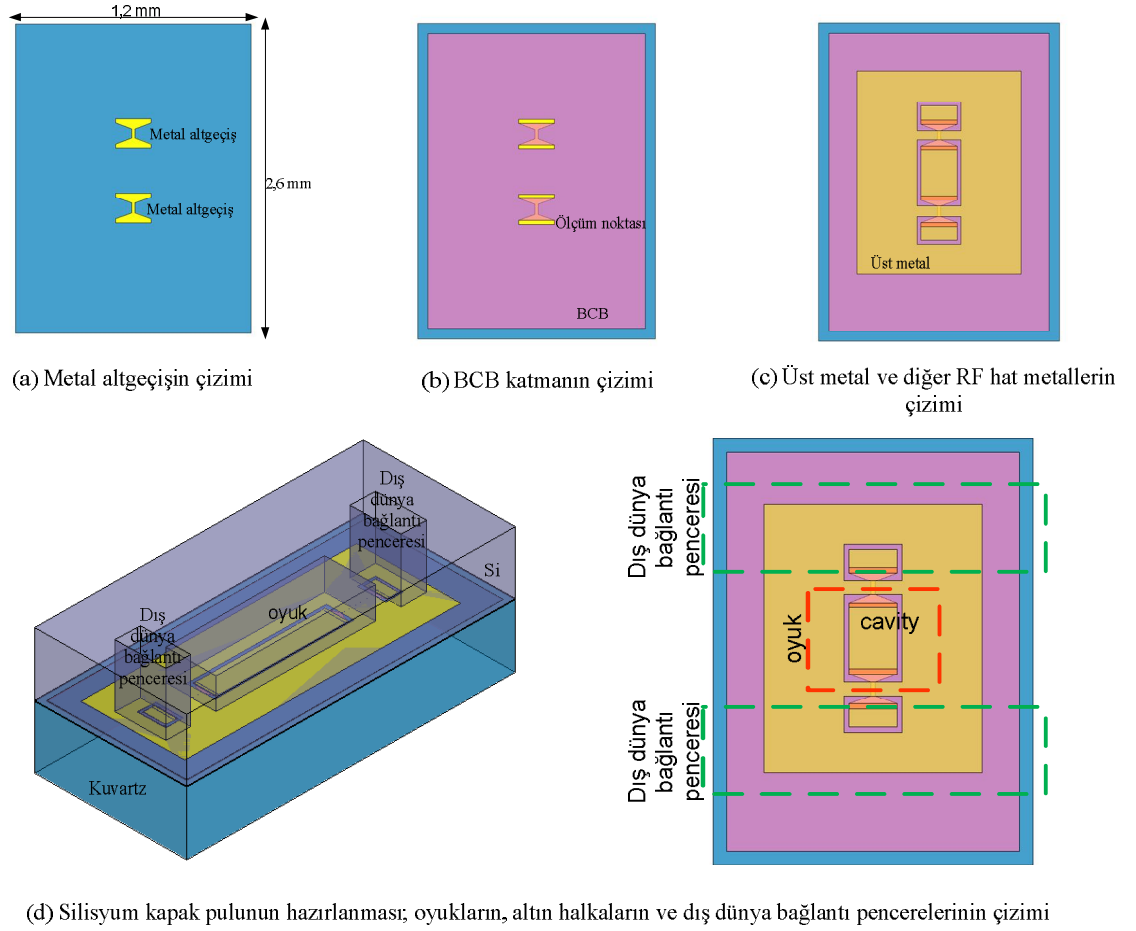 1,2 mm
Metal altgeçiş
Metal altgeçiş
2,6 mm
Ölçüm noktası
BCB
Üst metal
(a) Metal altgeçişin çizimi
(b) BCB katmanın çizimi
(c) Üst metal ve diğer RF hat metallerin
çizimi
Dış
dünya
bağlantı
penceresi
Si
oyuk
Dış
dünya
bağlantı
penceresi
Kuvartz
Dış dünya
bağlantı
penceresi
oyuk
cavity
Dış dünya
bağlantı
penceresi
(d) Silisyum kapak pulunun hazırlanması; oyukların, altın halkaların ve dış dünya bağlantı pencerelerinin çizimi